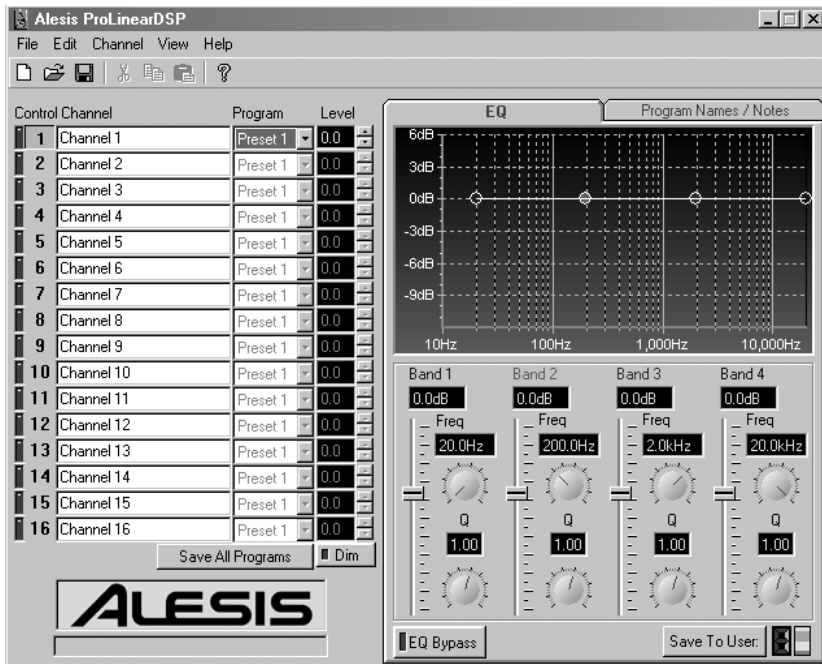 Alesis ProLinearDSP
File Edit Channel View Help
Control Channel Program Level
1 Channel 1 Preset 1 0.0
2 Channel 2 Preset 1 0.0
3 Channel 3 Preset 1 0.0
4 Channel 4 Preset 1 0.0
5 Channel 5 Preset 1 0.0
6 Channel 6 Preset 1 0.0
7 Channel 7 Preset 1 0.0
8 Channel 8 Preset 1 0.0
9 Channel 9 Preset 1 0.0
10 Channel 10 Preset 1 0.0
11 Channel 11 Preset 1 0.0
12 Channel 12 Preset 1 0.0
13 Channel 13 Preset 1 0.0
14 Channel 14 Preset 1 0.0
15 Channel 15 Preset 1 0.0
16 Channel 16 Preset 1 0.0
Save All Programs Dim
ALESIS
EQ Program Names / Notes
6dB
3dB
0dB
-3dB
-6dB
-9dB
10Hz 100Hz 1,000Hz 10,000Hz
Band 1 Band 2 Band 3 Band 4
0.0dB 0.0dB 0.0dB 0.0dB
Freq Freq Freq Freq
20.0Hz 200.0Hz 2.0kHz 20.0kHz
Q Q Q Q
1.00 1.00 1.00 1.00
EQ Bypass Save To User: